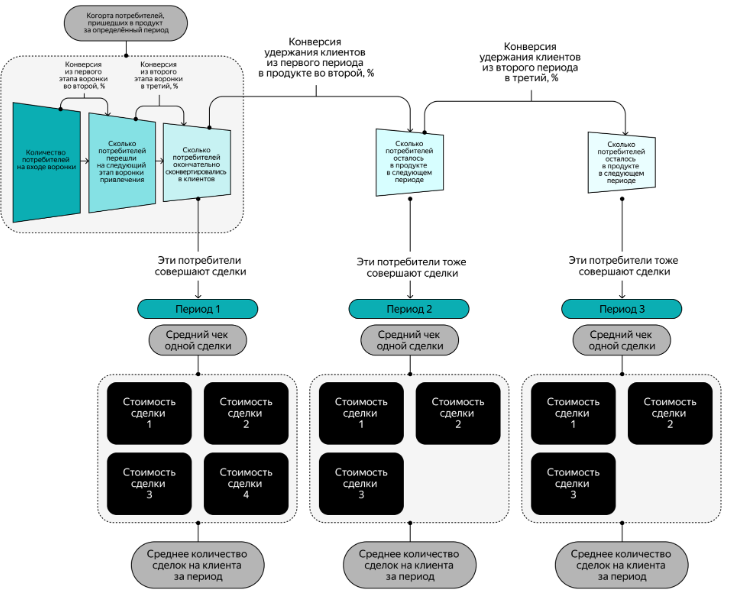 Когорта потребителей,
пришедших в продукт
за определённый период
Конверсия
из первого
этапа воронки
во второй, %
Конверсия
из второго
этапа воронки
в третий, %
Конверсия
удержания клиентов
из первого периода
в продукте во второй, %
Конверсия
удержания клиентов
из второго периода
в третий, %
Количество
потребителей
на входе воронки
Сколько
потребителей
перешли
на следующий
этап воронки
привлечения
Сколько
потребителей
окончательно
сконвертировались
в клиентов
Сколько
потребителей
осталось
в продукте
в следующем
периоде
Сколько
потребителей
осталось
в продукте
в следующем
периоде
Эти потребители
совершают сделки
Эти потребители тоже
совершают сделки
Эти потребители тоже
совершают сделки
Период 1
Период 2
Период 3
Средний чек
одной сделки
Средний чек
одной сделки
Средний чек
одной сделки
Стоимость
сделки
1
Стоимость
сделки
2
Стоимость
сделки
3
Стоимость
сделки
4
Стоимость
сделки
1
Стоимость
сделки
2
Стоимость
сделки
3
Стоимость
сделки
1
Стоимость
сделки
2
Стоимость
сделки
3
Среднее количество
сделок на клиента
за период
Среднее количество
сделок на клиента
за период
Среднее количество
сделок на клиента
за период